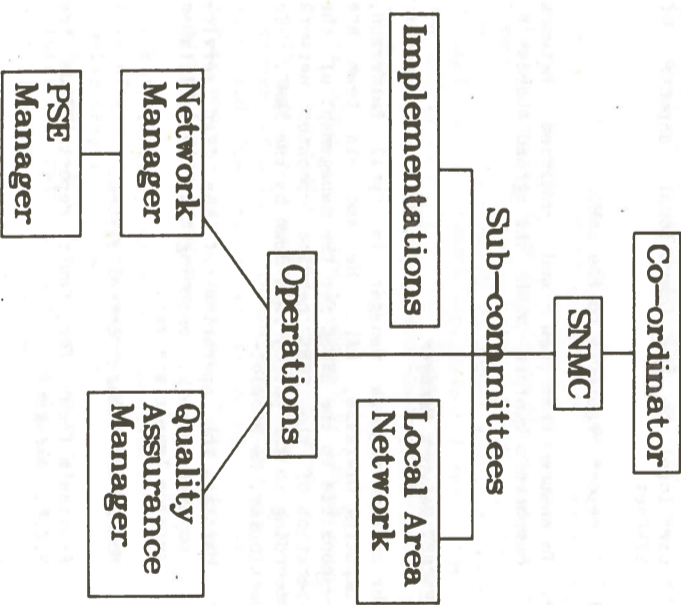 Co-ordinator
SNMC
Sub-committees
Implementations
Local Area
Network
Operations
Network
Manager
Quality
Assurance
Manager
PSE
Manager